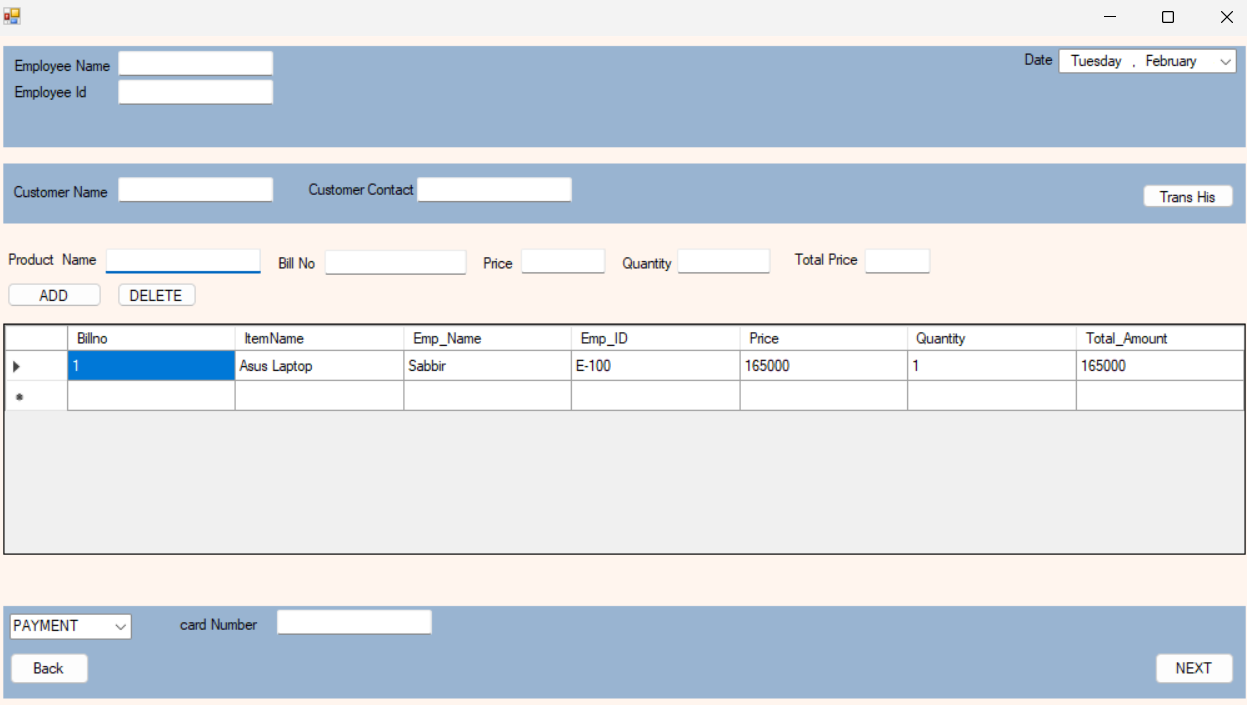 Employee Name
Date Tuesday , February
Employee Id
Customer Name Customer Contact Trans His
Product Name Bill No Price Quantity Total Price
ADD DELETE
Billno ItemName Emp_Name Emp_ID Price Quantity Total_Amount
1 Asus Laptop Sabbir E-100 165000 1 165000
PAYMENT card Number
Back NEXT